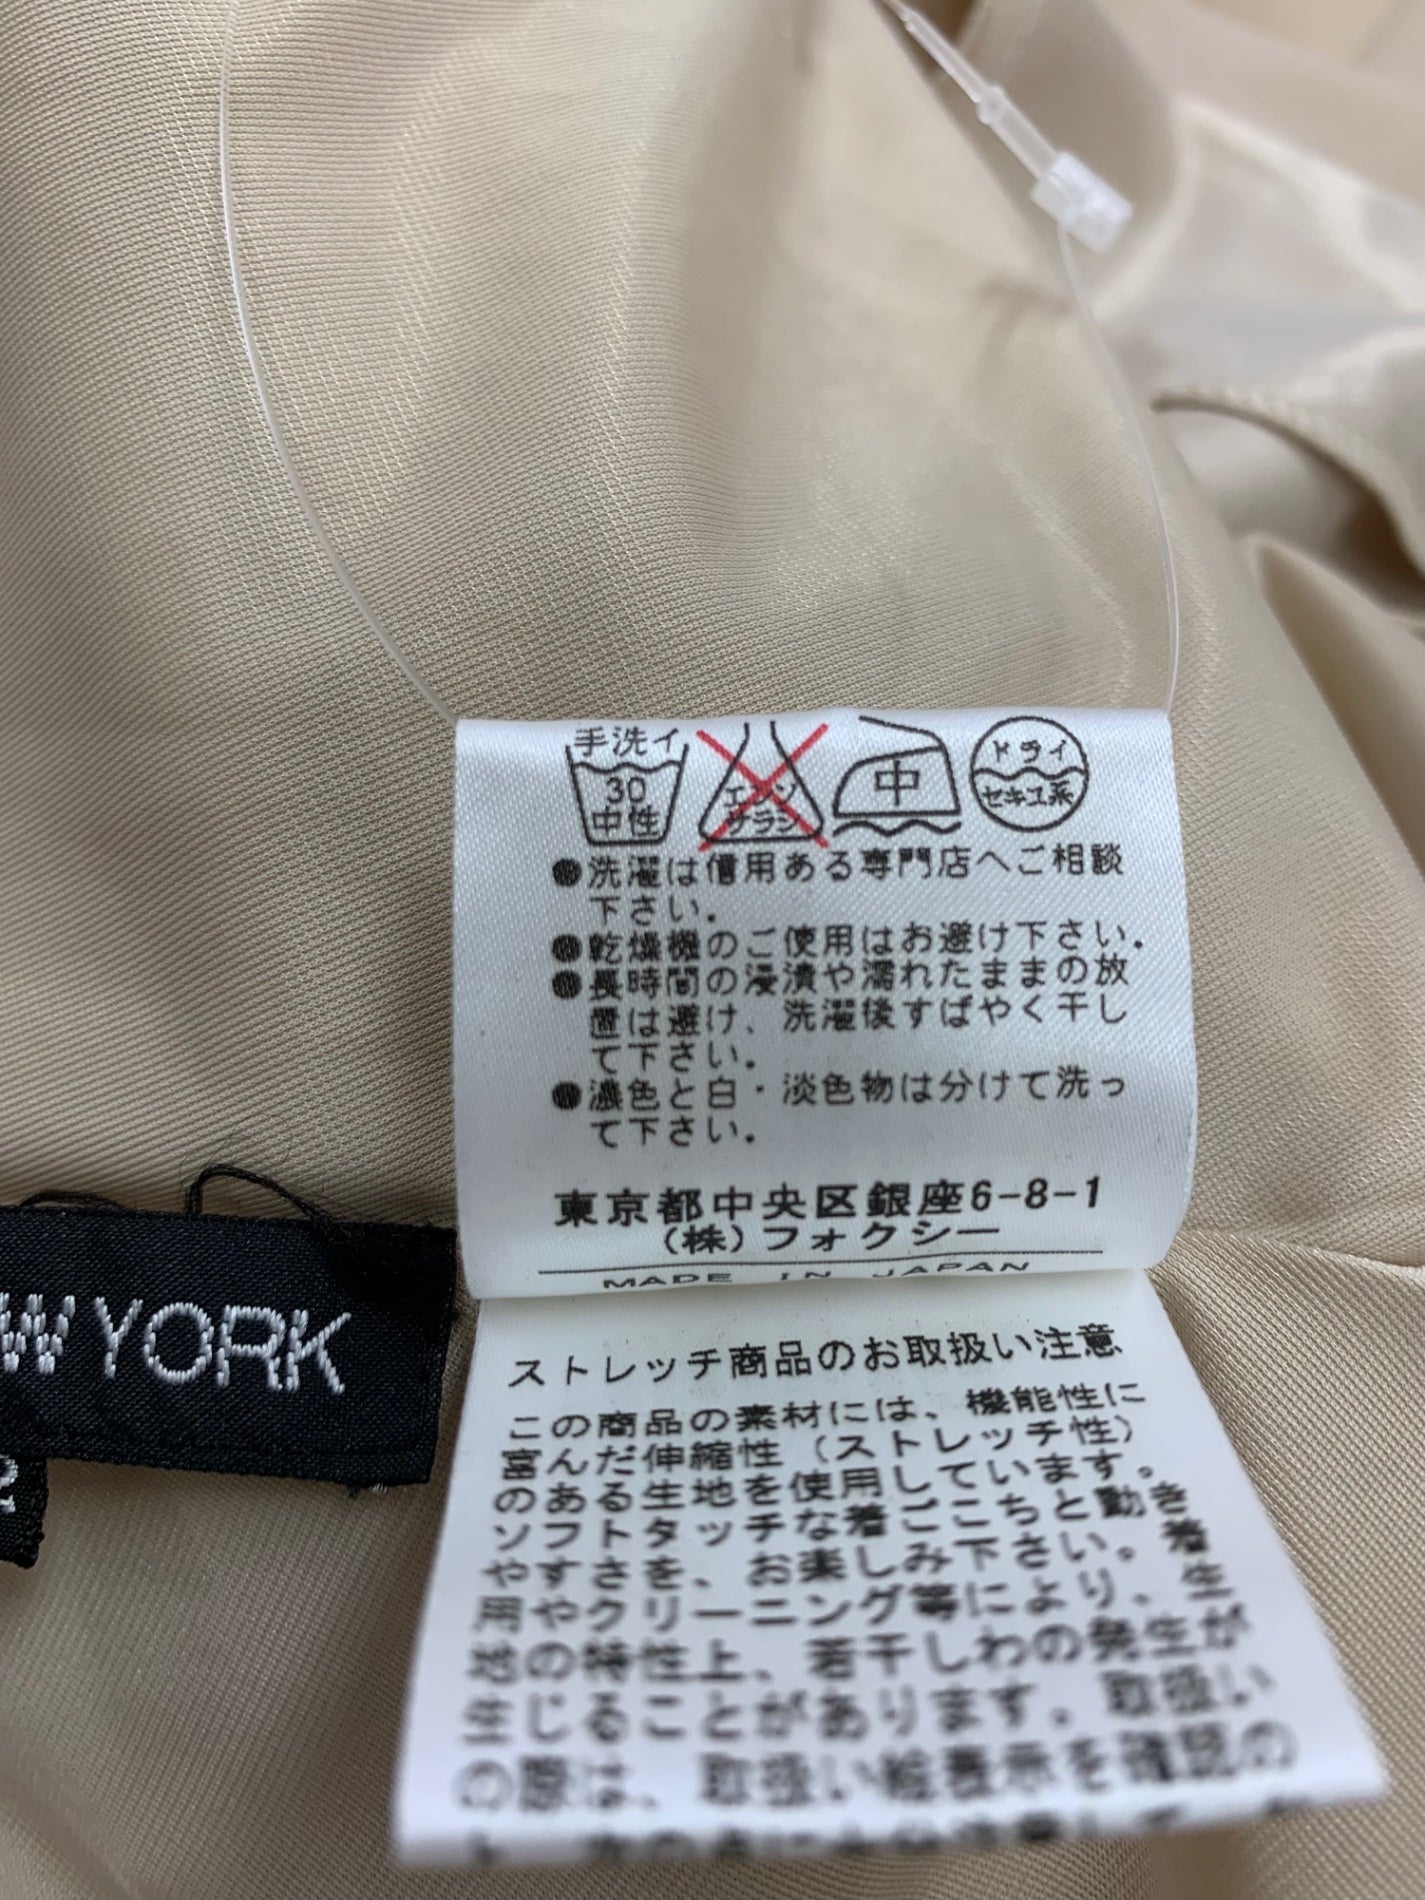 手洗イ
30
中性
エンソ
サラシ
中
ドライ
セキユ系
●洗濯は信用ある専門店へご相談
下さい.
●乾燥機のご使用はお避け下さい.
●長時間の浸漬や濡れたままの放
置は避け、洗濯後すばやく干し
て下さい.
●濃色と白・淡色物は分けて洗っ
て下さい.
東京都中央区銀座6-8-1
(株)フォクシー
MADE IN JAPAN
W YORK
2
ストレッチ商品のお取扱い注意
この商品の素材には、機能性に
富んだ伸縮性(ストレッチ性)
のある生地を使用しています。
ソフトタッチな着ごこちと動き
やすさを、お楽しみ下さい。着
用やクリーニング等により、生
地の特性上、若干しわの発生が
生じることがあります。取扱い
の際は、取扱い絵表示を確認の